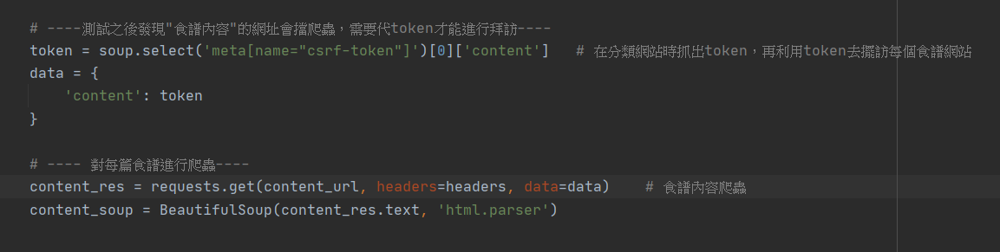 # ----測試之後發現"食譜內容"的網址會擋爬蟲，需要代token才能進行拜訪----
token = soup.select('meta[name="csrf-token"]')[0]['content']   # 在分類網站時抓出token，再利用token去擺訪每個食譜網站
data = {
    'content': token
}
# ---- 對每篇食譜進行爬蟲----
content_res = requests.get(content_url, headers=headers, data=data)    # 食譜內容爬蟲
content_soup = BeautifulSoup(content_res.text, 'html.parser')